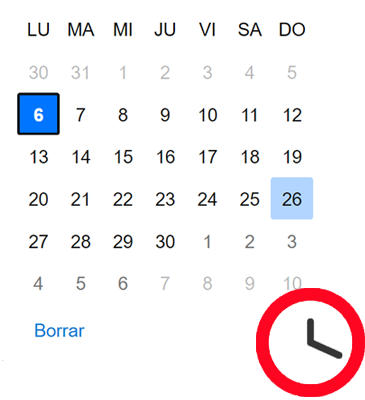 LU MA MI JU VI SA DO
30 31 1 2 3 4 5
6 7 8 9 10 11 12
13 14 15 16 17 18 19
20 21 22 23 24 25 26
27 28 29 30 1 2 3
4 5 6 7 8 9 10
Borrar